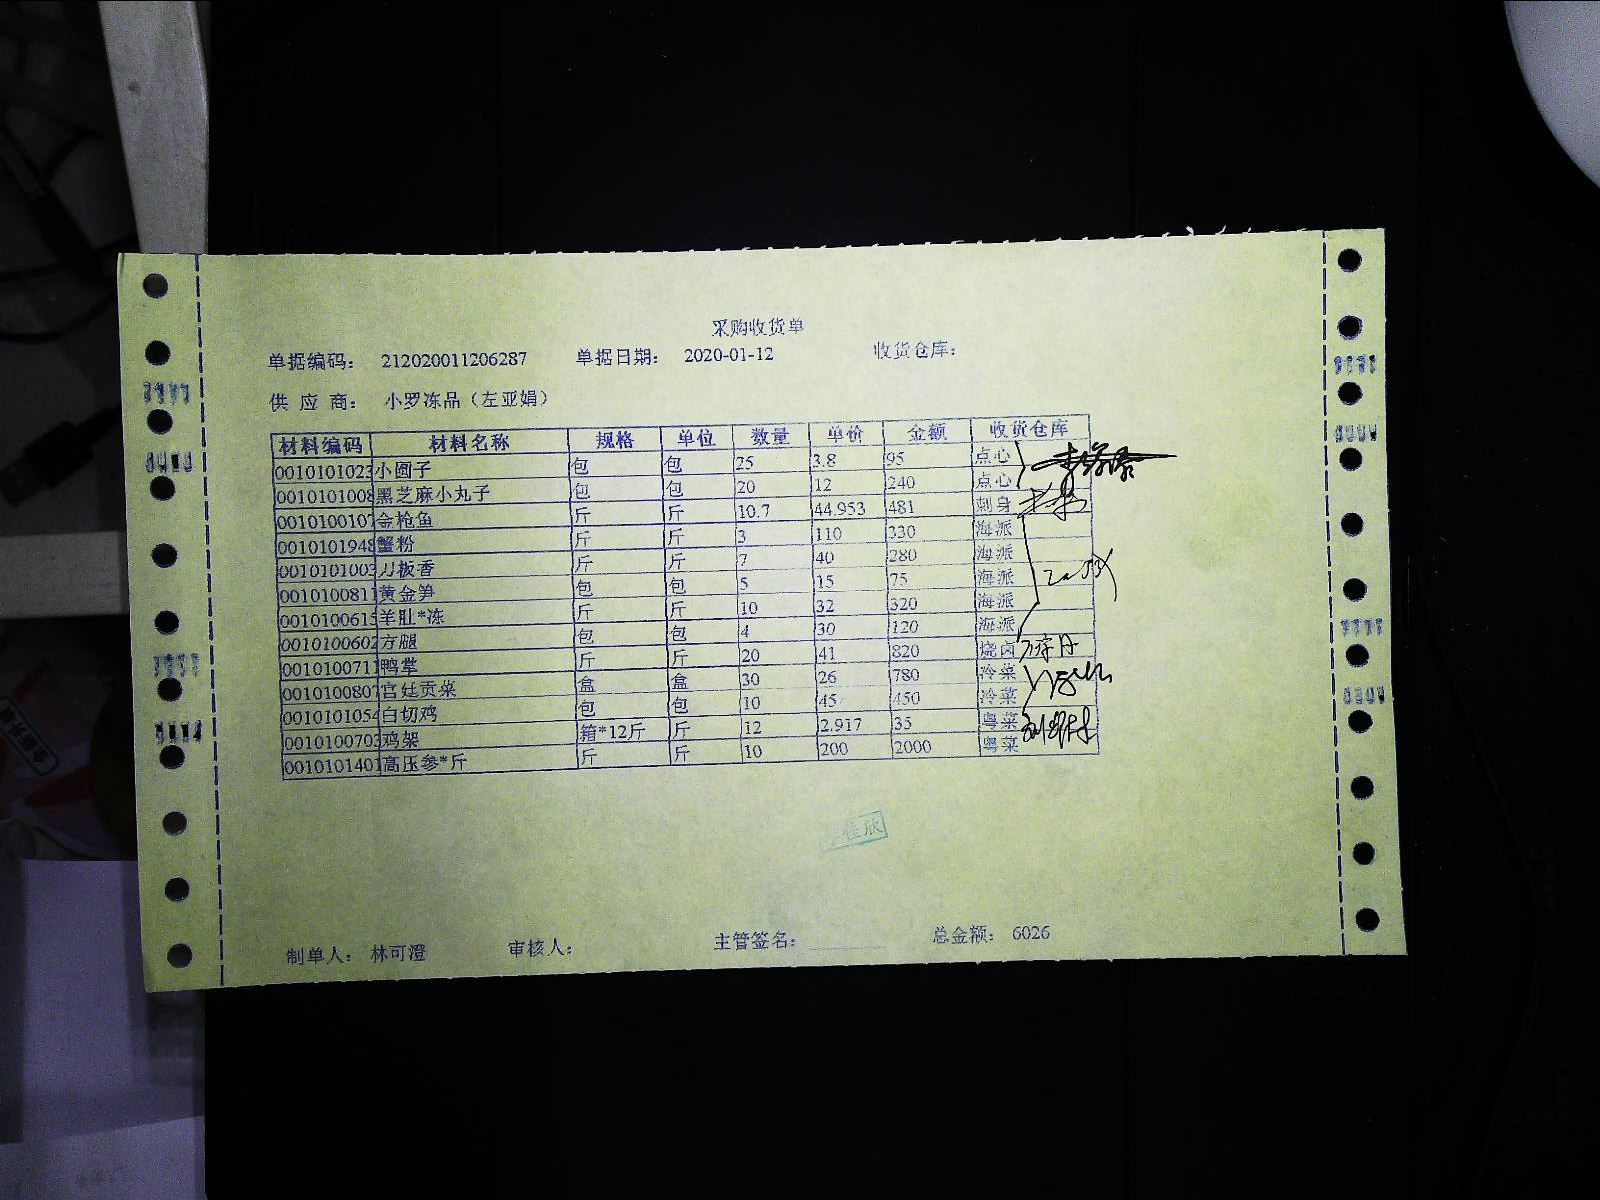 采购收货单
单据编码： 212020011206287 单据日期： 2020-01-12 收货仓库：
供 应 商： 小罗冻品（左亚娟）
材料编码 材料名称 规格 单位 数量 单价 金额 收货仓库
0010101023 小圆子 包 包 25 3.8 95 点心
0010101008 黑芝麻小丸子 包 包 20 12 240 点心
0010100107 金枪鱼 斤 斤 10.7 44.953 481 刺身
0010101948 蟹粉 斤 斤 3 110 330 海派
0010101003 刀板香 斤 斤 7 40 280 海派
0010100811 黄金笋 包 包 5 15 75 海派
0010100615 羊肚*冻 斤 斤 10 32 320 海派
0010100602 方腿 包 包 4 30 120 海派
0010100711 鸭掌 斤 斤 20 41 820 烧卤
0010100807 宫廷贡菜 盒 盒 30 26 780 冷菜
0010101054 白切鸡 包 包 10 45 450 冷菜
0010100703 鸡架 箱*12斤 斤 12 2.917 35 粤菜
0010101401 高压参*斤 斤 斤 10 200 2000 粤菜
佳欣
制单人： 林可澄 审核人： 主管签名： 总金额： 6026